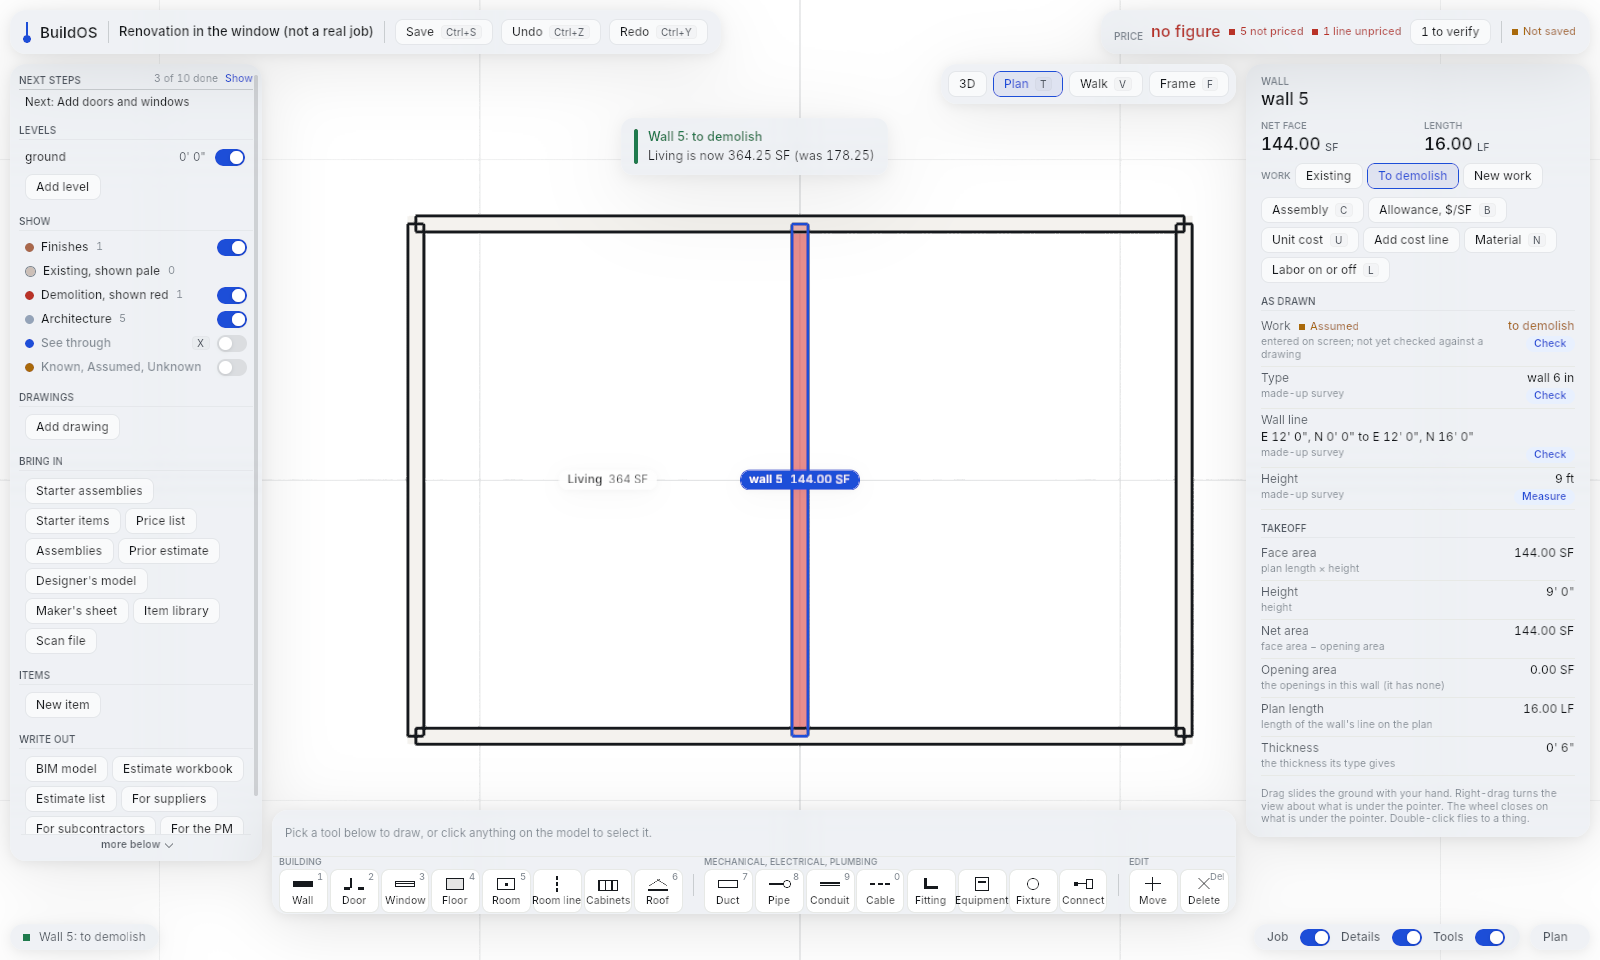 BuildOS
Renovation in the window (not a real job)
Save Ctrl+S
Undo Ctrl+Z
Redo Ctrl+Y
PRICE no figure
5 not priced
1 line unpriced
1 to verify
Not saved
NEXT STEPS 3 of 10 done Show
Next: Add doors and windows
LEVELS
ground 0' 0"
Add level
SHOW
Finishes 1
Existing, shown pale 0
Demolition, shown red 1
Architecture 5
See through X
Known, Assumed, Unknown
DRAWINGS
Add drawing
BRING IN
Starter assemblies
Starter items Price list
Assemblies Prior estimate
Designer's model
Maker's sheet Item library
Scan file
ITEMS
New item
WRITE OUT
BIM model Estimate workbook
Estimate list For suppliers
For subcontractors For the PM
more below
3D Plan T Walk V Frame F
Wall 5: to demolish
Living is now 364.25 SF (was 178.25)
Living 364 SF
wall 5 144.00 SF
WALL
wall 5
NET FACE LENGTH
144.00 SF 16.00 LF
WORK Existing To demolish New work
Assembly C Allowance, $/SF B
Unit cost U Add cost line Material N
Labor on or off L
AS DRAWN
Work Assumed to demolish
entered on screen; not yet checked against a Check
drawing
Type wall 6 in
made-up survey Check
Wall line
E 12' 0", N 0' 0" to E 12' 0", N 16' 0"
made-up survey Check
Height 9 ft
made-up survey Measure
TAKEOFF
Face area 144.00 SF
plan length × height
Height 9' 0"
height
Net area 144.00 SF
face area − opening area
Opening area 0.00 SF
the openings in this wall (it has none)
Plan length 16.00 LF
length of the wall's line on the plan
Thickness 0' 6"
the thickness its type gives
Drag slides the ground with your hand. Right-drag turns the
view about what is under the pointer. The wheel closes on
what is under the pointer. Double-click flies to a thing.
Pick a tool below to draw, or click anything on the model to select it.
BUILDING MECHANICAL, ELECTRICAL, PLUMBING EDIT
1 2 3 4 5 6 7 8 9 0 Del
Wall Door Window Floor Room Room line Cabinets Roof Duct Pipe Conduit Cable Fitting Equipment Fixture Connect Move Delete
Wall 5: to demolish
Job Details Tools Plan